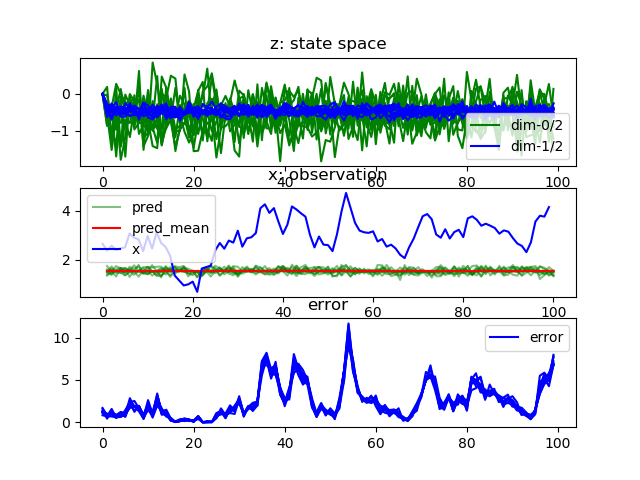 z: state space
0
−1
dim-0/2
dim-1/2
0 20 40 60 80 100
x: observation
4
2
pred
pred_mean
x
0 20 40 60 80 100
error
10
5
0
error
0 20 40 60 80 100